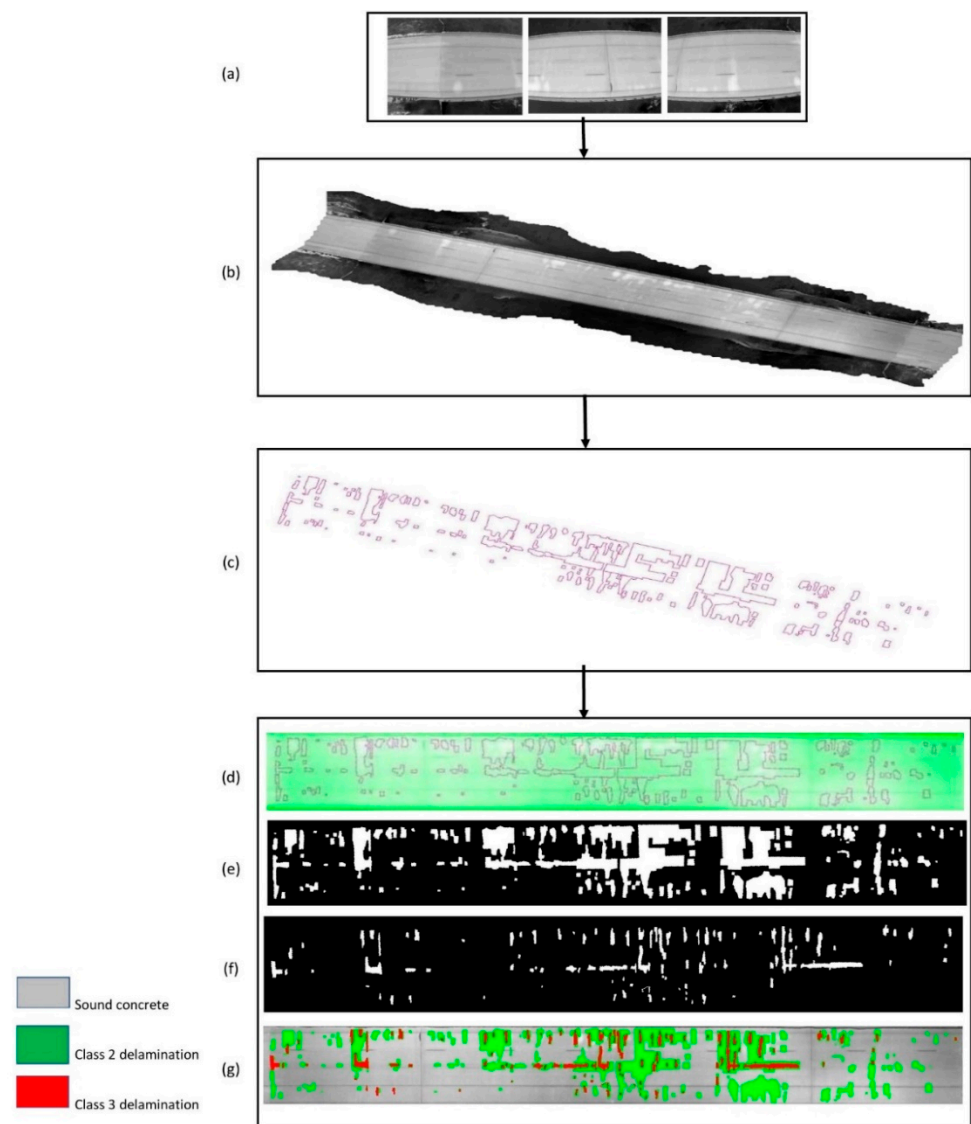 (a)
(b)
(c)
(d)
(e)
(f)
(g)
Sound concrete
Class 2 delamination
Class 3 delamination